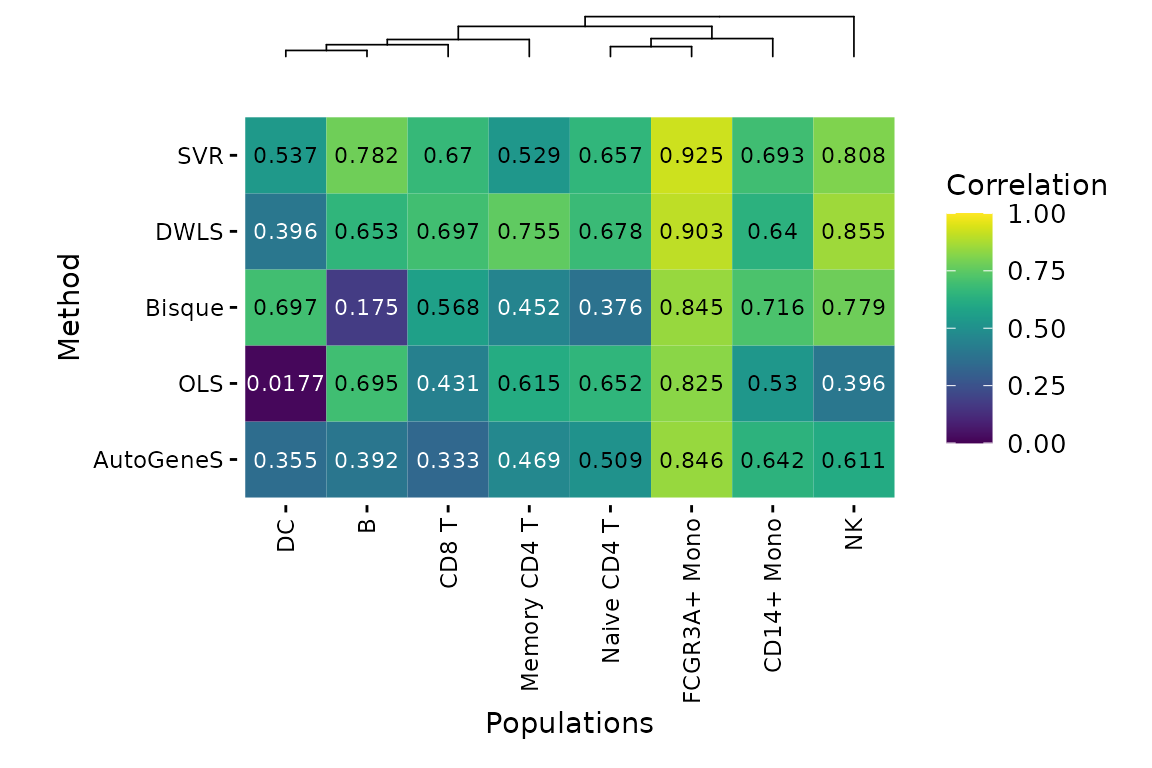 SVR 0.537 0.782 0.67 0.529 0.657 0.925 0.693 0.808
DWLS 0.396 0.653 0.697 0.755 0.678 0.903 0.64 0.855
Bisque 0.697 0.175 0.568 0.452 0.376 0.845 0.716 0.779
OLS 0.0177 0.695 0.431 0.615 0.652 0.825 0.53 0.396
AutoGeneS 0.355 0.392 0.333 0.469 0.509 0.846 0.642 0.611
Method
DC
B
CD8 T
Memory CD4 T
Naive CD4 T
FCGR3A+ Mono
CD14+ Mono
NK
Populations
Correlation
1.00
0.75
0.50
0.25
0.00